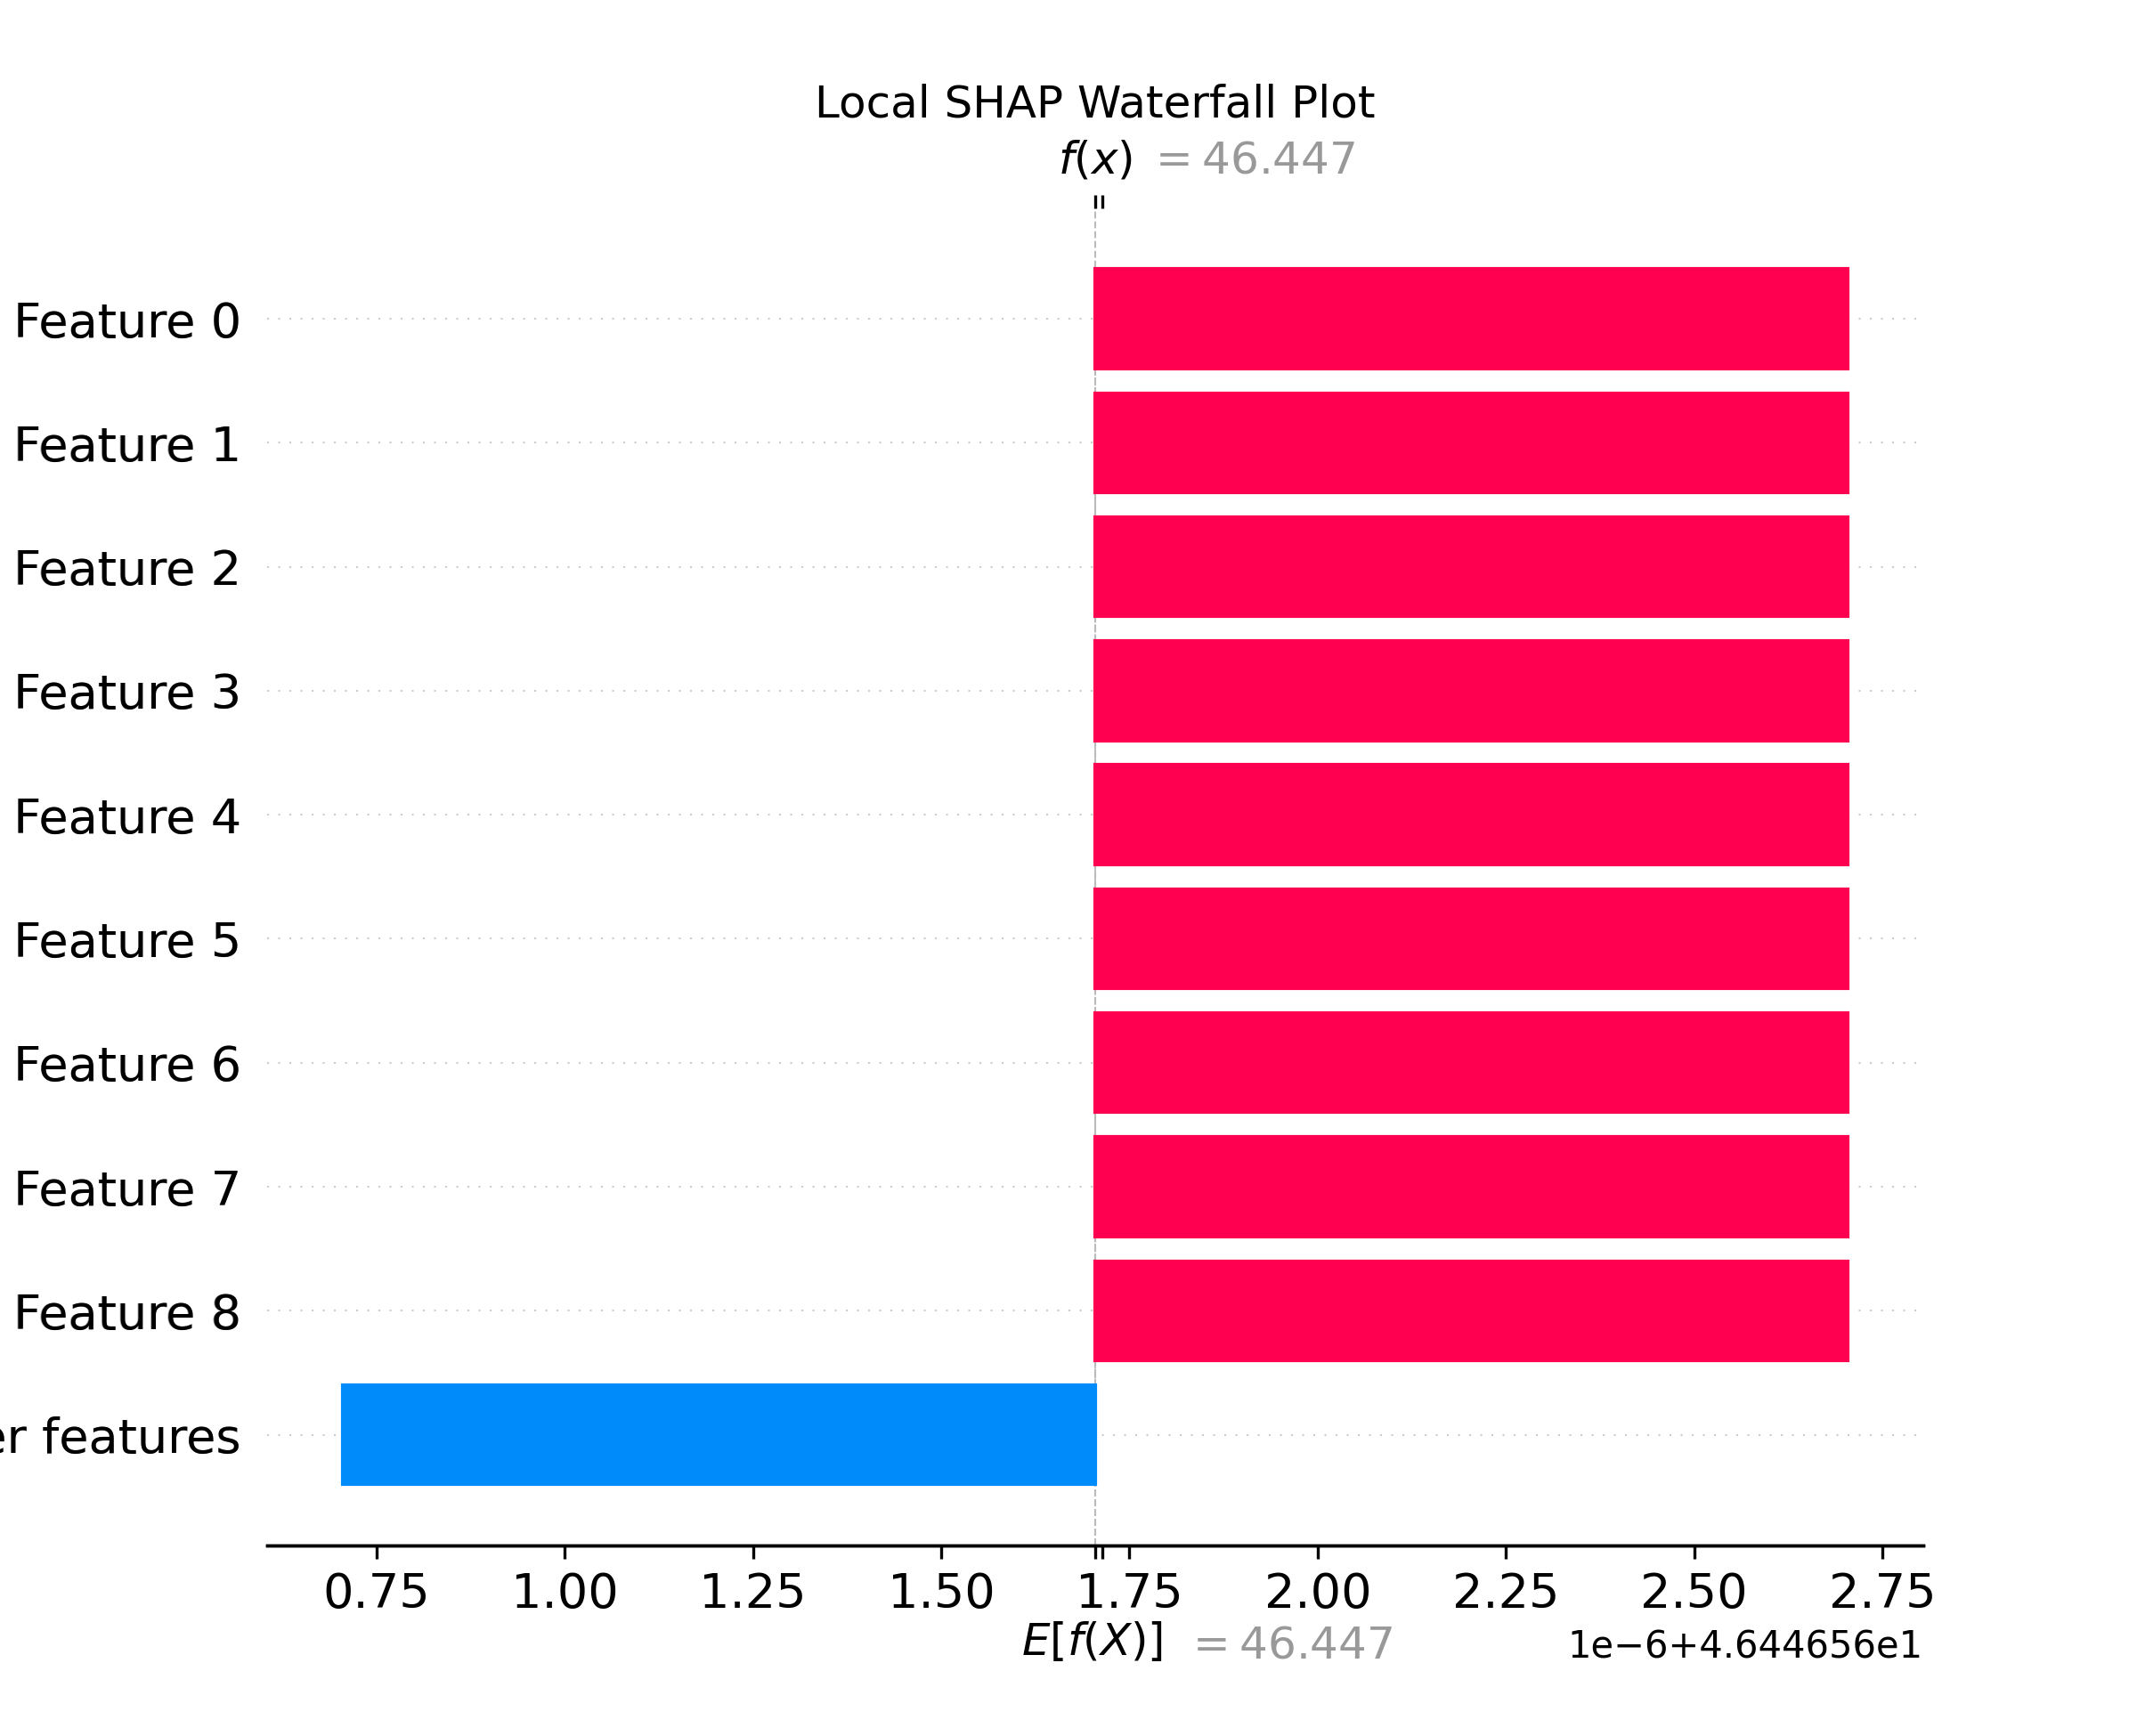 Local SHAP Waterfall Plot
f(x) = 46.447
Feature 0
Feature 1
Feature 2
Feature 3
Feature 4
Feature 5
Feature 6
Feature 7
Feature 8
features
0.75 1.00 1.25 1.50 1.75 2.00 2.25 2.50 2.75
E[f(X)] = 46.447
1e−6+4.644656e1